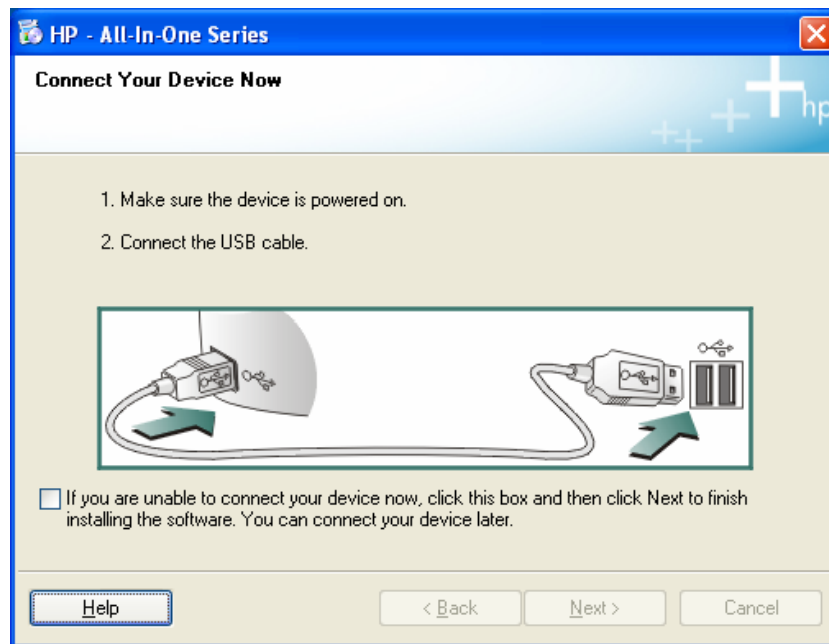 HP - All-In-One Series
Connect Your Device Now
hp
1. Make sure the device is powered on.
2. Connect the USB cable.
If you are unable to connect your device now, click this box and then click Next to finish
installing the software. You can connect your device later.
Help
< Back
Next >
Cancel